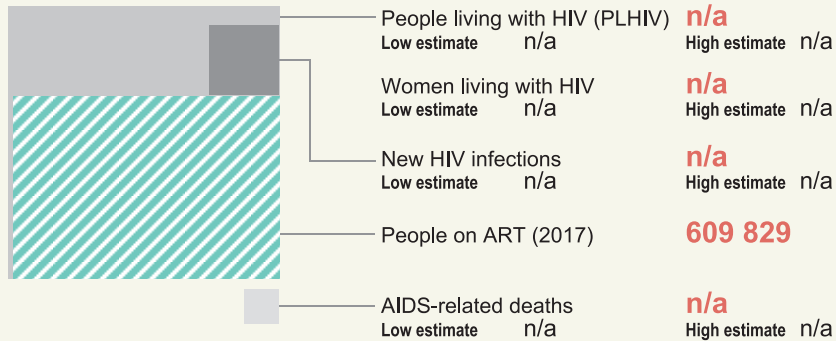 People living with HIV (PLHIV) n/a
Low estimate n/a High estimate n/a
Women living with HIV n/a
Low estimate n/a High estimate n/a
New HIV infections n/a
Low estimate n/a High estimate n/a
People on ART (2017) 609 829
AIDS-related deaths n/a
Low estimate n/a High estimate n/a